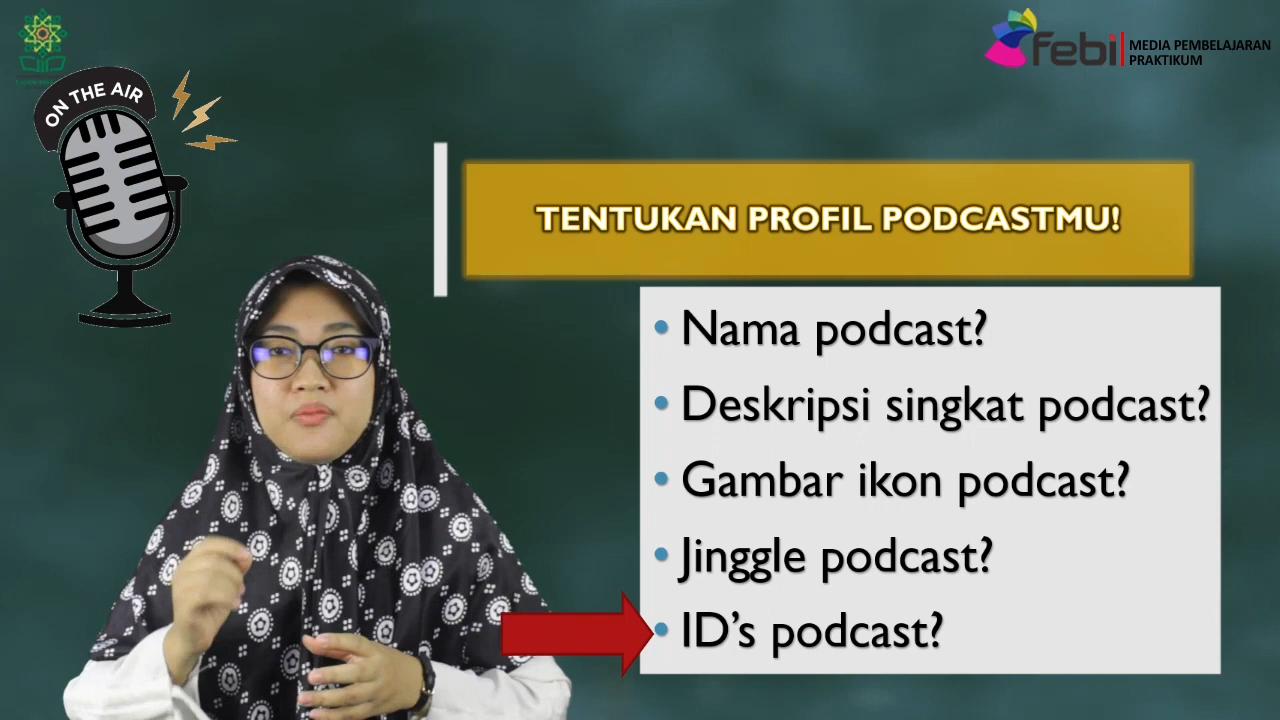 ON THE AIR
febi
MEDIA PEMBELAJARAN
PRAKTIKUM
TENTUKAN PROFIL PODCASTMU!
• Nama podcast?
• Deskripsi singkat podcast?
• Gambar ikon podcast?
• Jinggle podcast?
• ID's podcast?